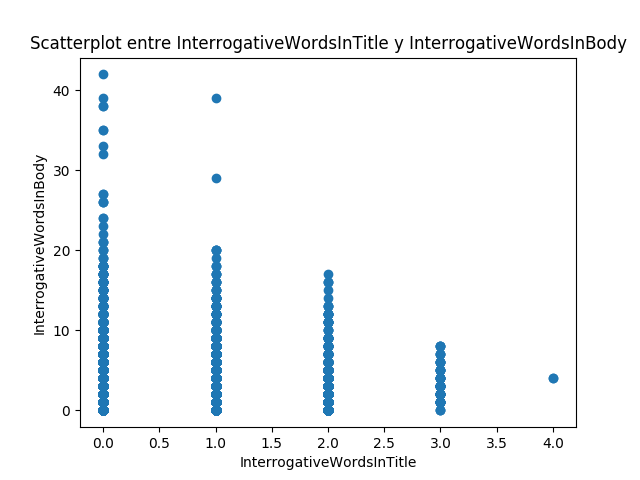 Scatterplot entre InterrogativeWordsInTitle y InterrogativeWordsInBody
40
30
20
10
0
InterrogativeWordsInBody
0.0 0.5 1.0 1.5 2.0 2.5 3.0 3.5 4.0
InterrogativeWordsInTitle